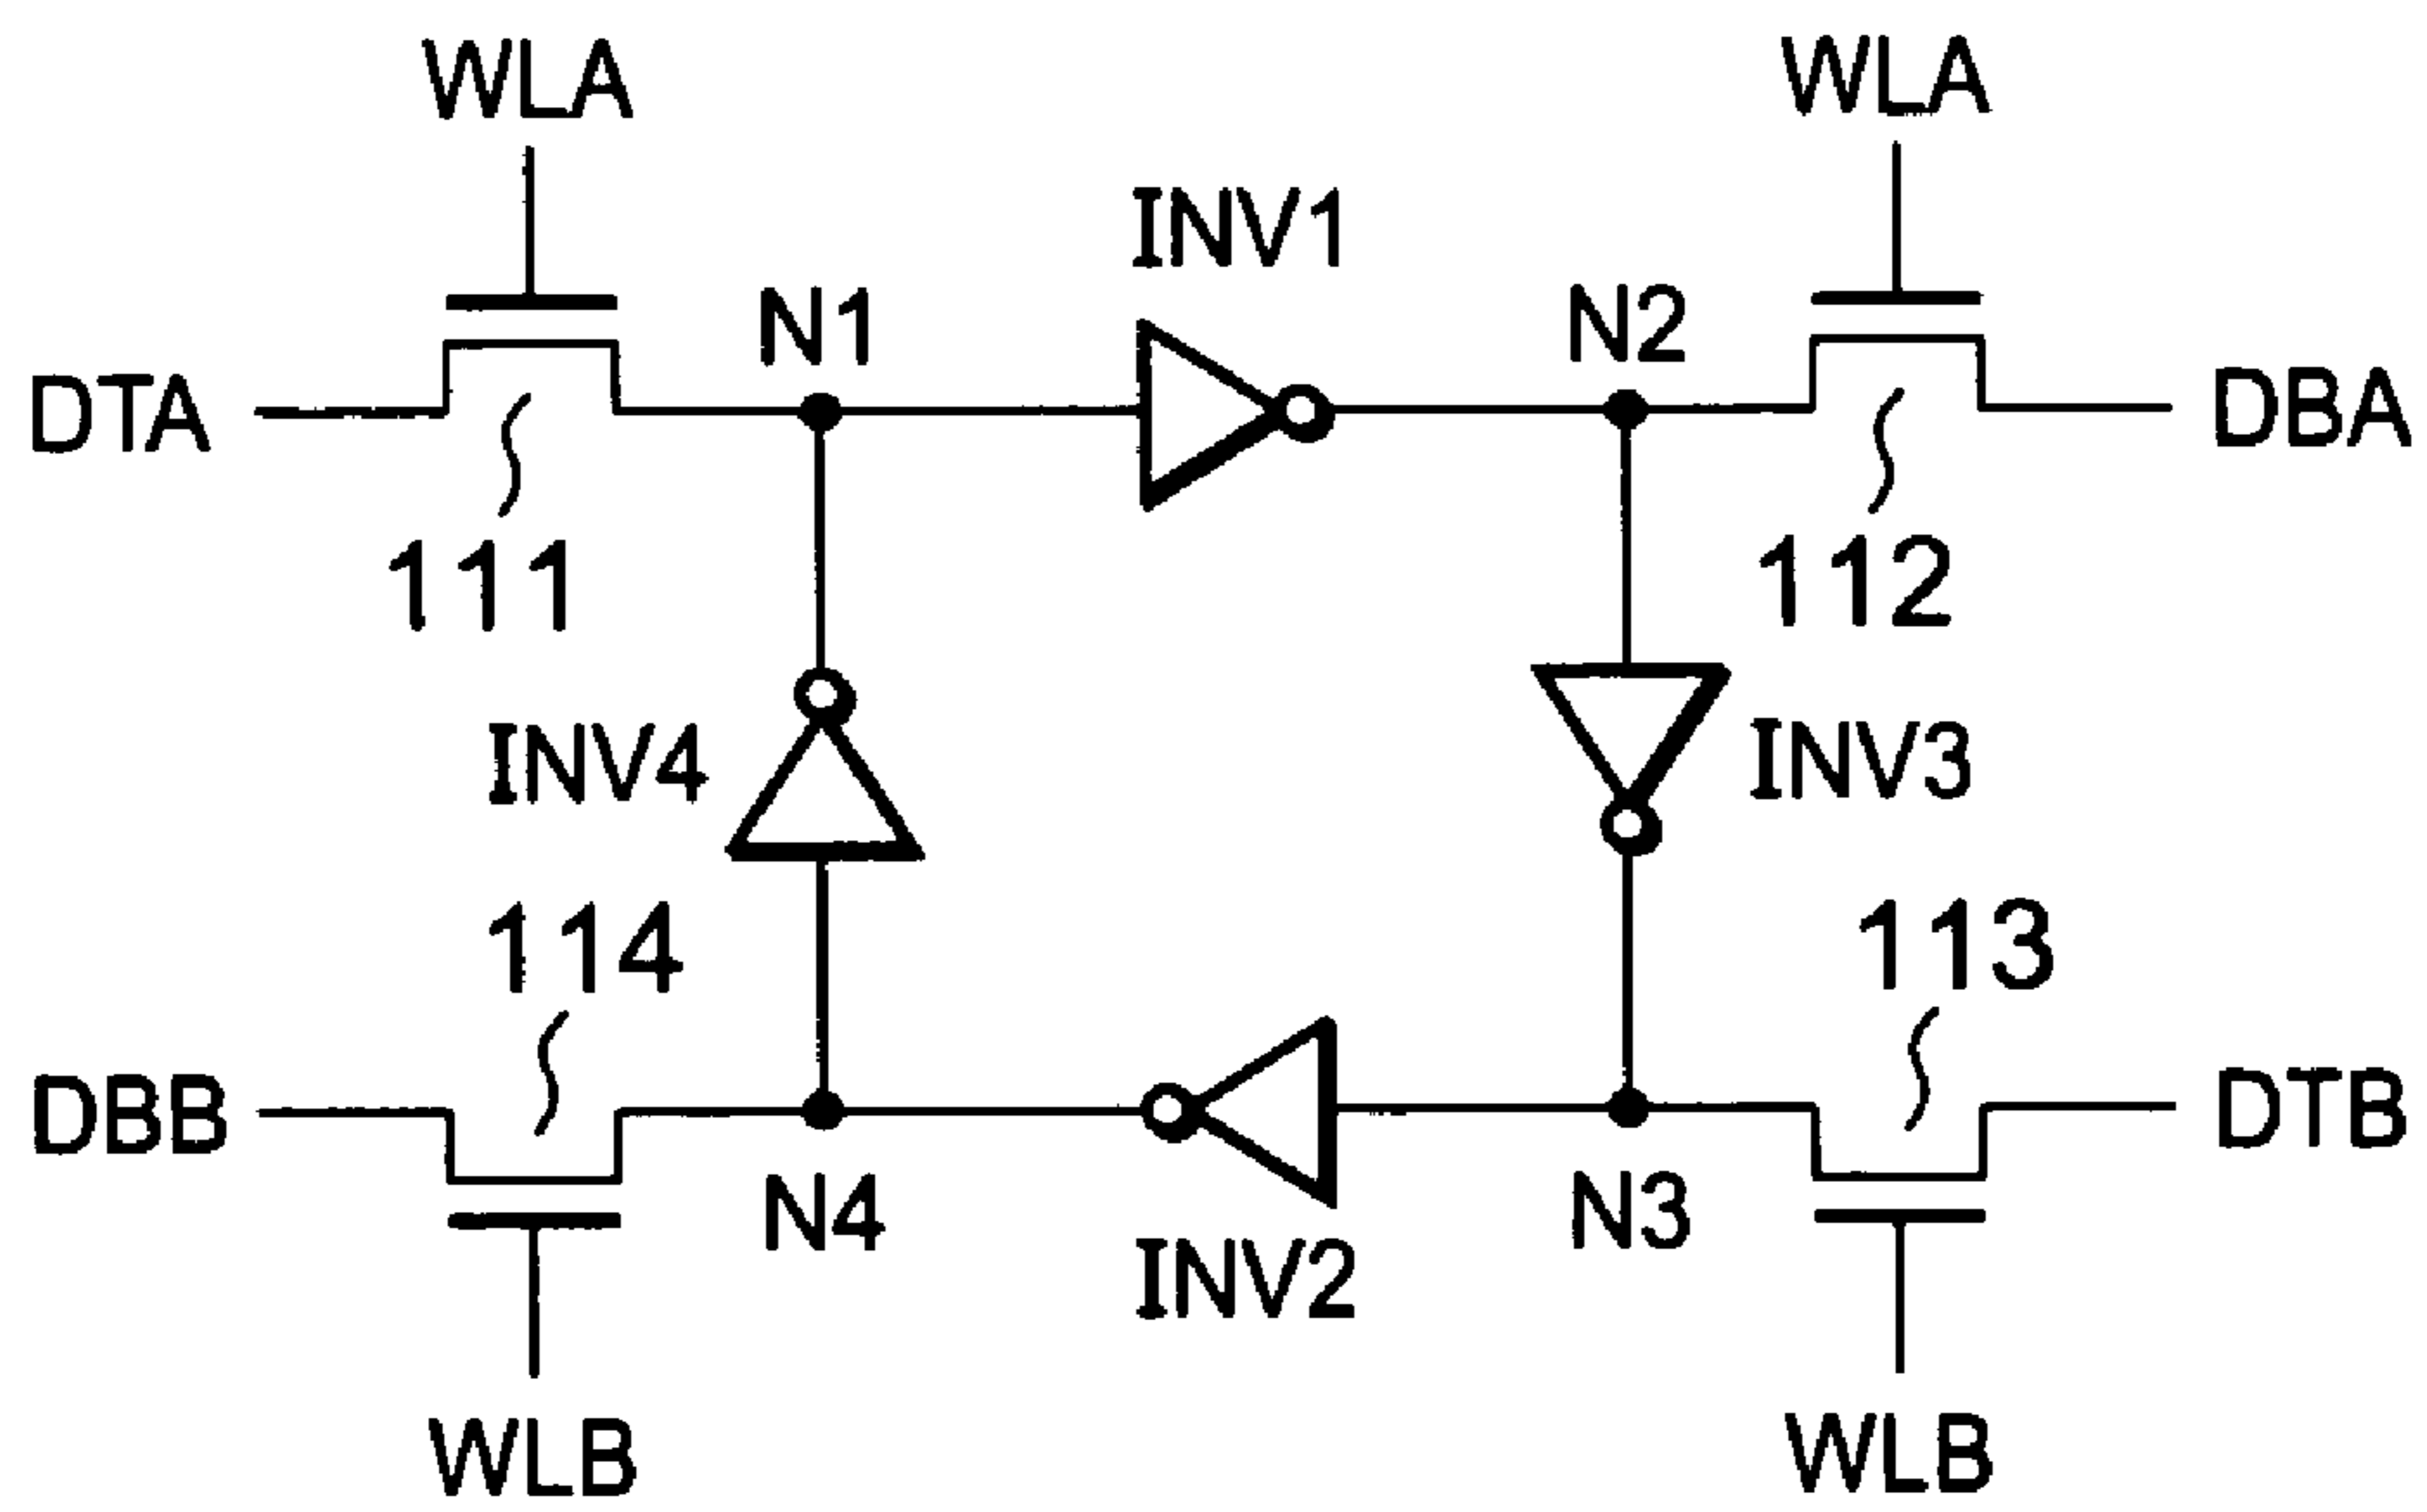 WLA
WLA
INV1
N1
N2
DTA
DBA
111
112
INV4
INV3
114
113
DBB
DTB
N4
N3
INV2
WLB
WLB